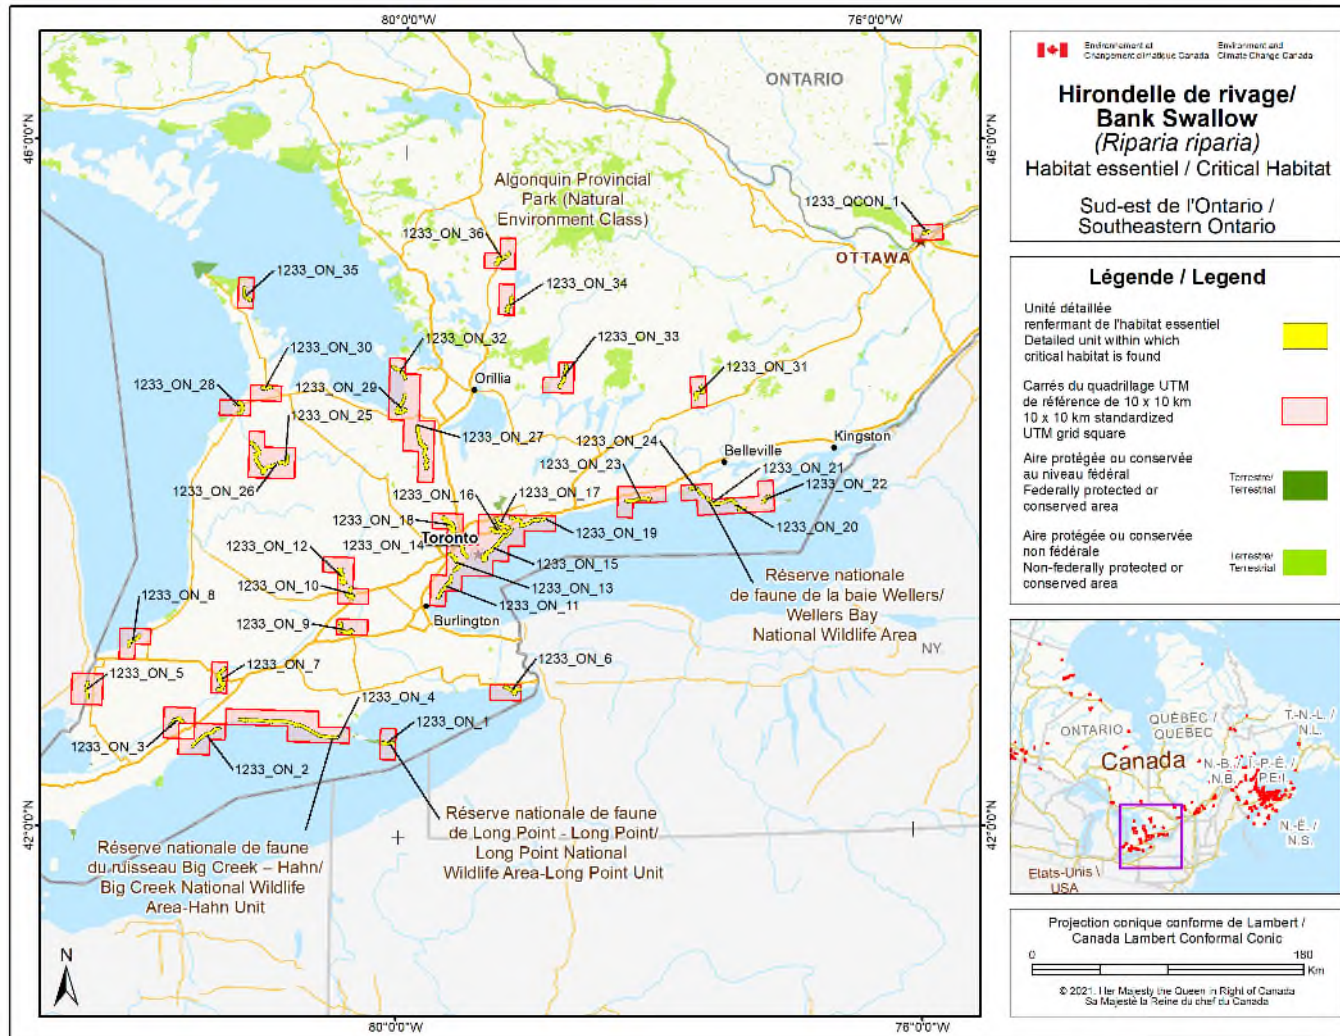 80°0'0"W
76°0'0"W
46°0'0"N
46°0'0"N
42°0'0"N
42°0'0"N
80°0'0"W
76°0'0"W
ONTARIO
Algonquin Provincial
Park (Natural
Environment Class)
1233_QCON_1
OTTAWA
1233_ON_36
1233_ON_35
1233_ON_34
1233_ON_32
1233_ON_33
1233_ON_30
1233_ON_31
1233_ON_28
1233_ON_29
Orillia
1233_ON_25
1233_ON_27
1233_ON_24
Belleville
Kingston
1233_ON_23
1233_ON_21
1233_ON_26
1233_ON_16
1233_ON_17
1233_ON_22
1233_ON_18
1233_ON_19
1233_ON_20
Toronto
1233_ON_14
1233_ON_12
1233_ON_15
1233_ON_10
1233_ON_13
1233_ON_11
Réserve nationale
de faune de la baie Wellers/
Wellers Bay
National Wildlife Area
1233_ON_8
1233_ON_9
Burlington
NY
1233_ON_7
1233_ON_6
1233_ON_5
1233_ON_4
1233_ON_1
1233_ON_3
1233_ON_2
Réserve nationale de faune
de Long Point - Long Point/
Long Point National
Wildlife Area-Long Point Unit
Réserve nationale de faune
du ruisseau Big Creek – Hahn/
Big Creek National Wildlife
Area-Hahn Unit
N
Environnement et
Changement climatique Canada
Environment and
Climate Change Canada
Hirondelle de rivage/
Bank Swallow
(Riparia riparia)
Habitat essentiel / Critical Habitat
Sud-est de l'Ontario /
Southeastern Ontario
Légende / Legend
Unité détaillée
renfermant de l'habitat essentiel
Detailed unit within which
critical habitat is found
Carrés du quadrillage UTM
de référence de 10 x 10 km
10 x 10 km standardized
UTM grid square
Aire protégée ou conservée
au niveau fédéral
Federally protected or
conserved area
Terrestre/
Terrestrial
Aire protégée ou conservée
non fédérale
Non-federally protected or
conserved area
Terrestre/
Terrestrial
ONTARIO
QUÉBEC /
QUEBEC
T.-N.-L. /
N.L.
Canada
N.-B. /
N.B.
Î.-P.-É. /
P.E.I.
N.-É. /
N.S.
États-Unis \
USA
Projection conique conforme de Lambert /
Canada Lambert Conformal Conic
0 180
Km
© 2021. Her Majesty the Queen in Right of Canada
Sa Majesté la Reine du chef du Canada